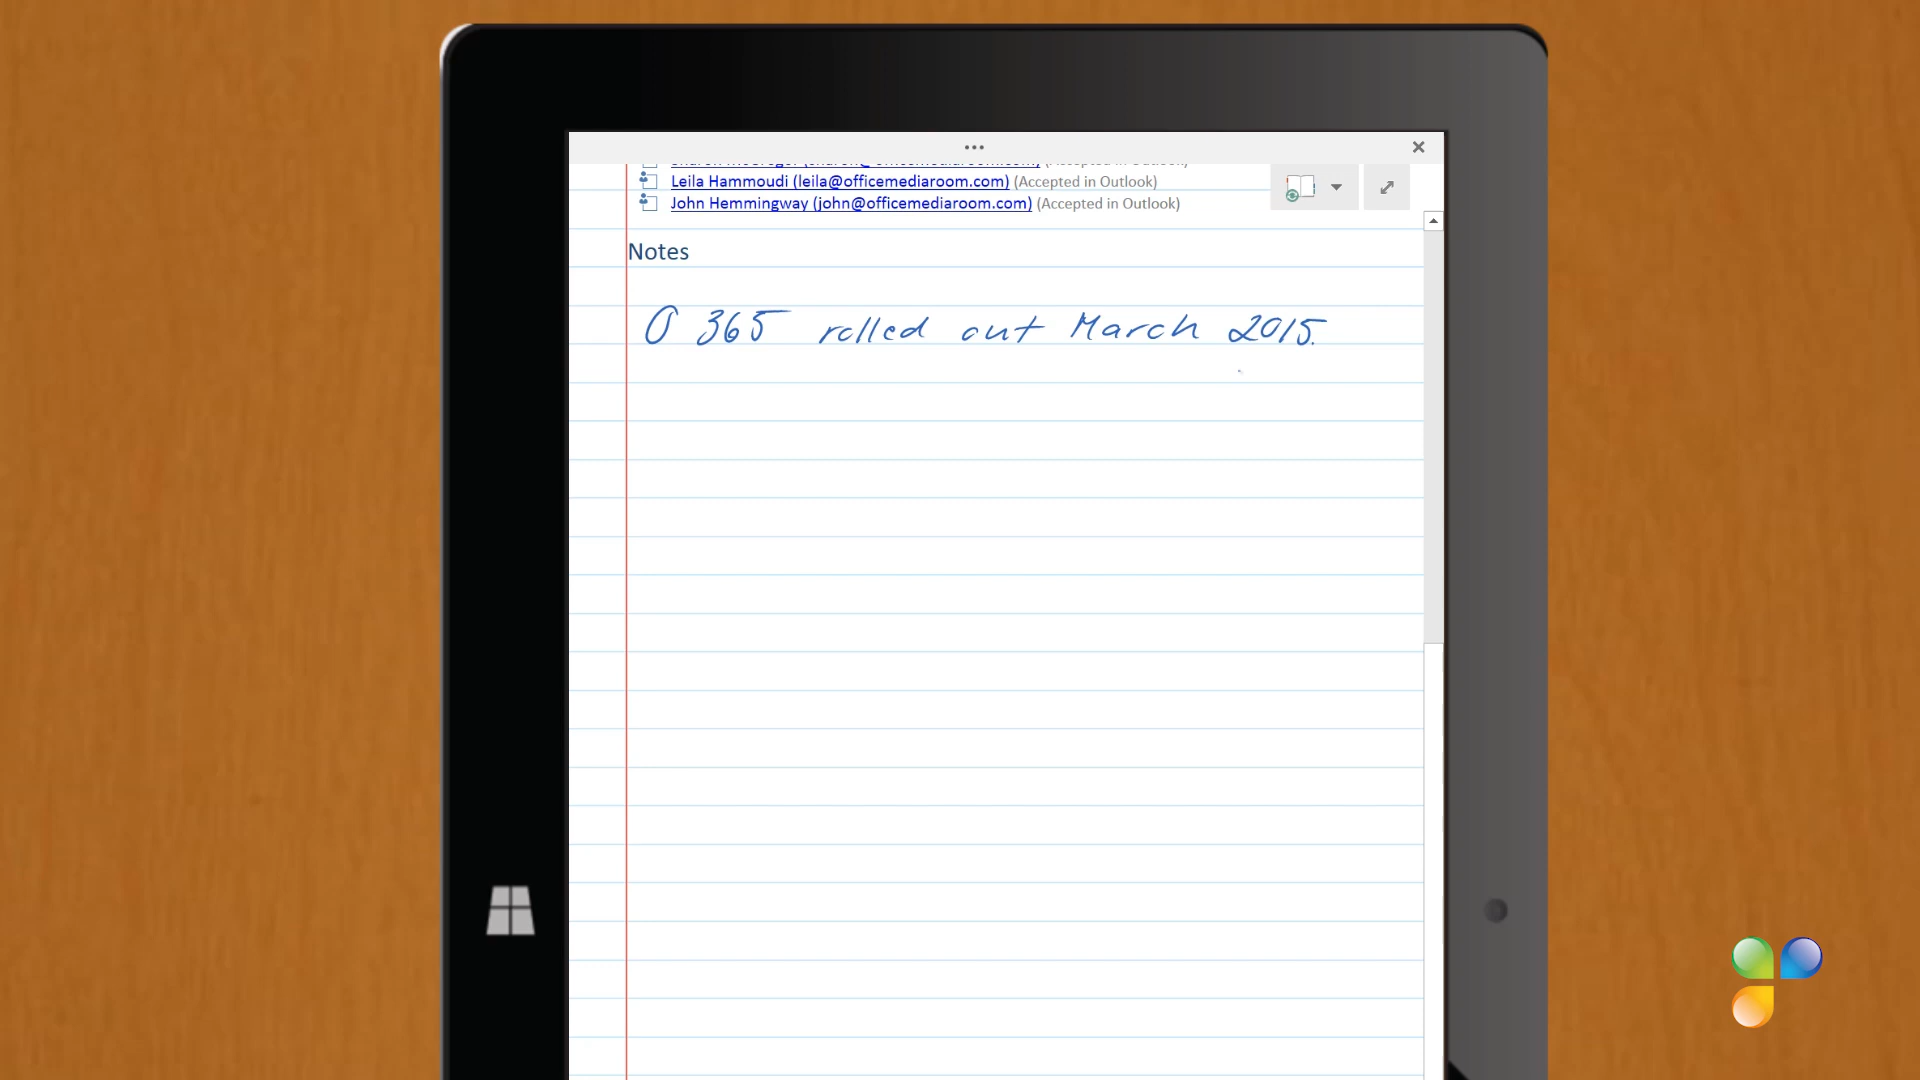 Leila Hammoudi (leila@officemediaroom.com) (Accepted in Outlook)
John Hemmingway (john@officemediaroom.com) (Accepted in Outlook)
Notes
O 365 rolled out March 2015.